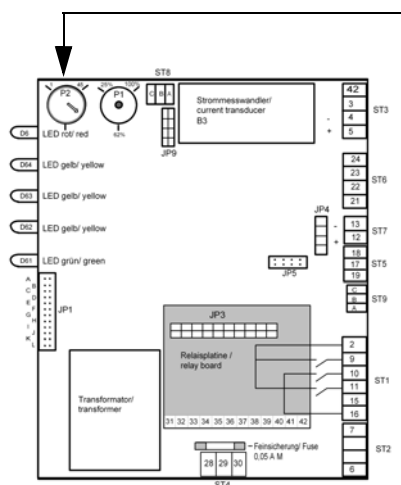 ST8
1 45
P2
25% 100%
P1
62%
C B A
Strommesswandler/
current transducer
B3
42
3
- 4
+ 5
ST3
D6 LED rot/ red
JP9
D64 LED gelb/ yellow
24
23
22
21
ST6
D63 LED gelb/ yellow
JP4
D62 LED gelb/ yellow
- 13
+ 12
ST7
D61 LED grün/ green
JP5
18
17
19
ST5
A
B
C
D
E
F
G
H
I
J
K
L
JP1
C
B
A
ST9
JP3
Relaisplatine /
relay board
2
9
10
11
15
16
ST1
Transformator/
transformer
31 32 33 34 35 36 37 38 39 40 41 42
7
6
ST2
Feinsicherung/ Fuse
0,05 A M
28 29 30
ST4